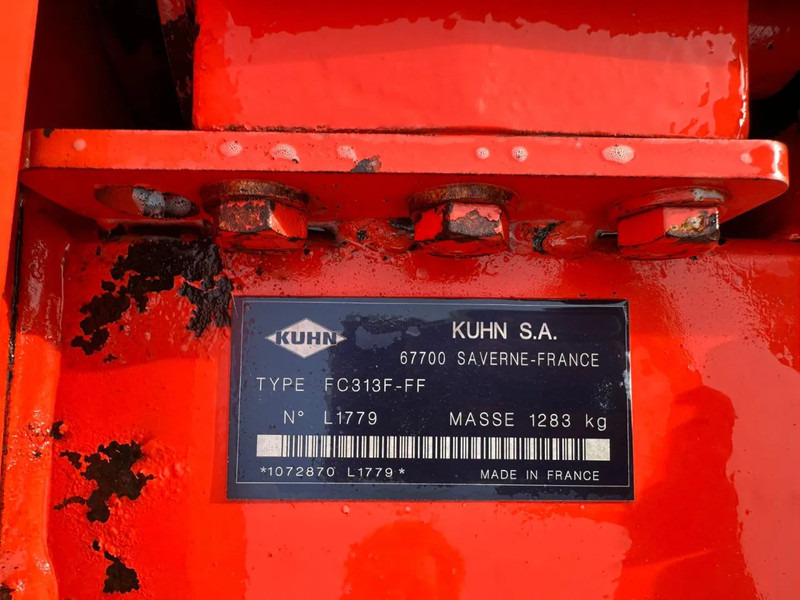 KUHN
KUHN S.A.
67700 SAVERNE-FRANCE
TYPE FC313F-FF
N° L1779 MASSE 1283 kg
*1072870 L1779* MADE IN FRANCE